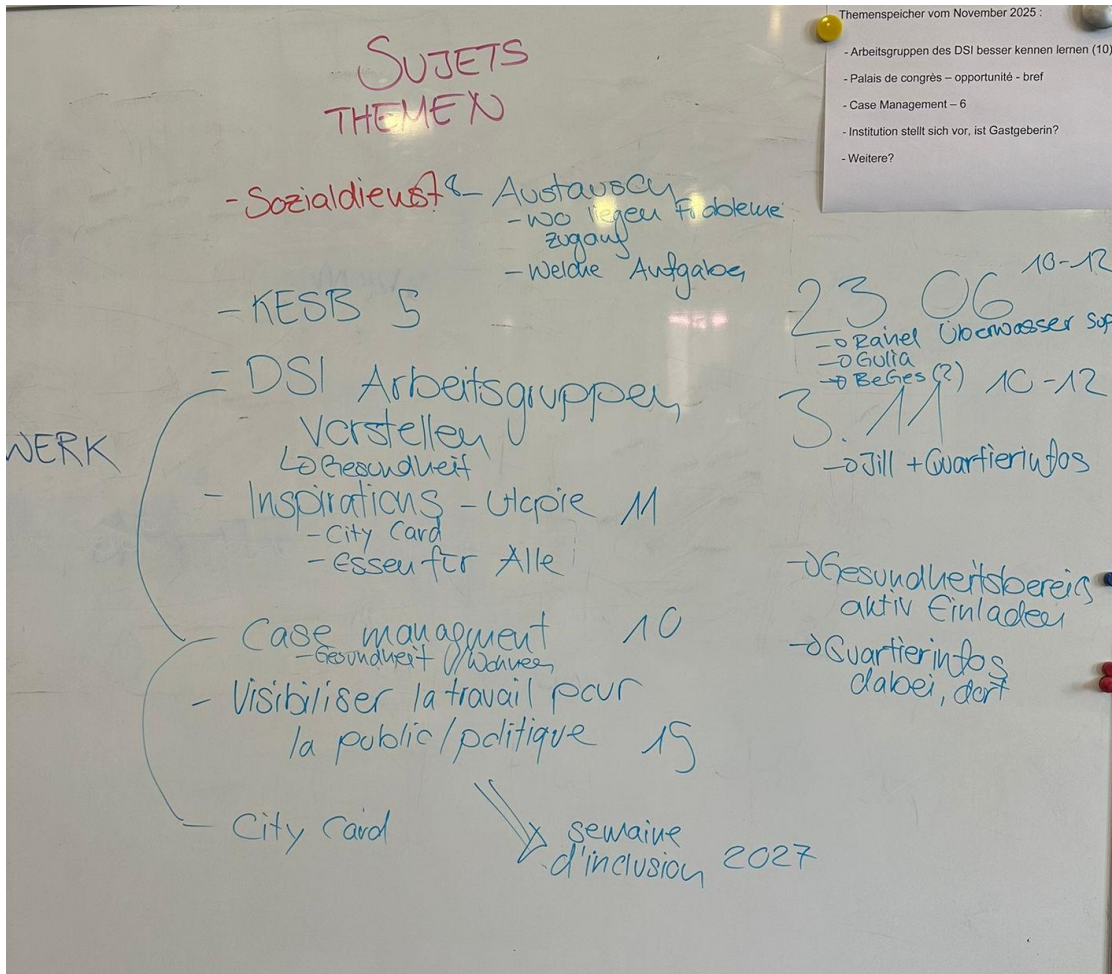 SUJETS
THEMEN
- Sozialdienst 8 - Austausch
- wo liegen Probleme
zugang
- Welche Aufgaben
- KESB 5
- DSI Arbeitsgruppen
vorstellen
↳ Gesundheit
- Inspirations - Utopie 11
- City Card
- Essen für Alle
- Case managment 10
- Gesundheit // Wohnen
- Visibiliser la travail pour
la public/politique 15
- City Card
semaine
d'inclusion 2027
WERK
Themenspeicher vom November 2025 :
- Arbeitsgruppen des DSI besser kennen lernen (10)
- Palais de congrès – opportunité - bref
- Case Management – 6
- Institution stellt sich vor, ist Gastgeberin?
- Weitere?
23 06 10-12
→ Überwasser
→ Gulia
→ BeGes (?)
3.11 10-12
→ Jill + Quartierinfos
→ Gesundheitsbereich
aktiv Einladen
→ Quartierinfos
dabei, dort